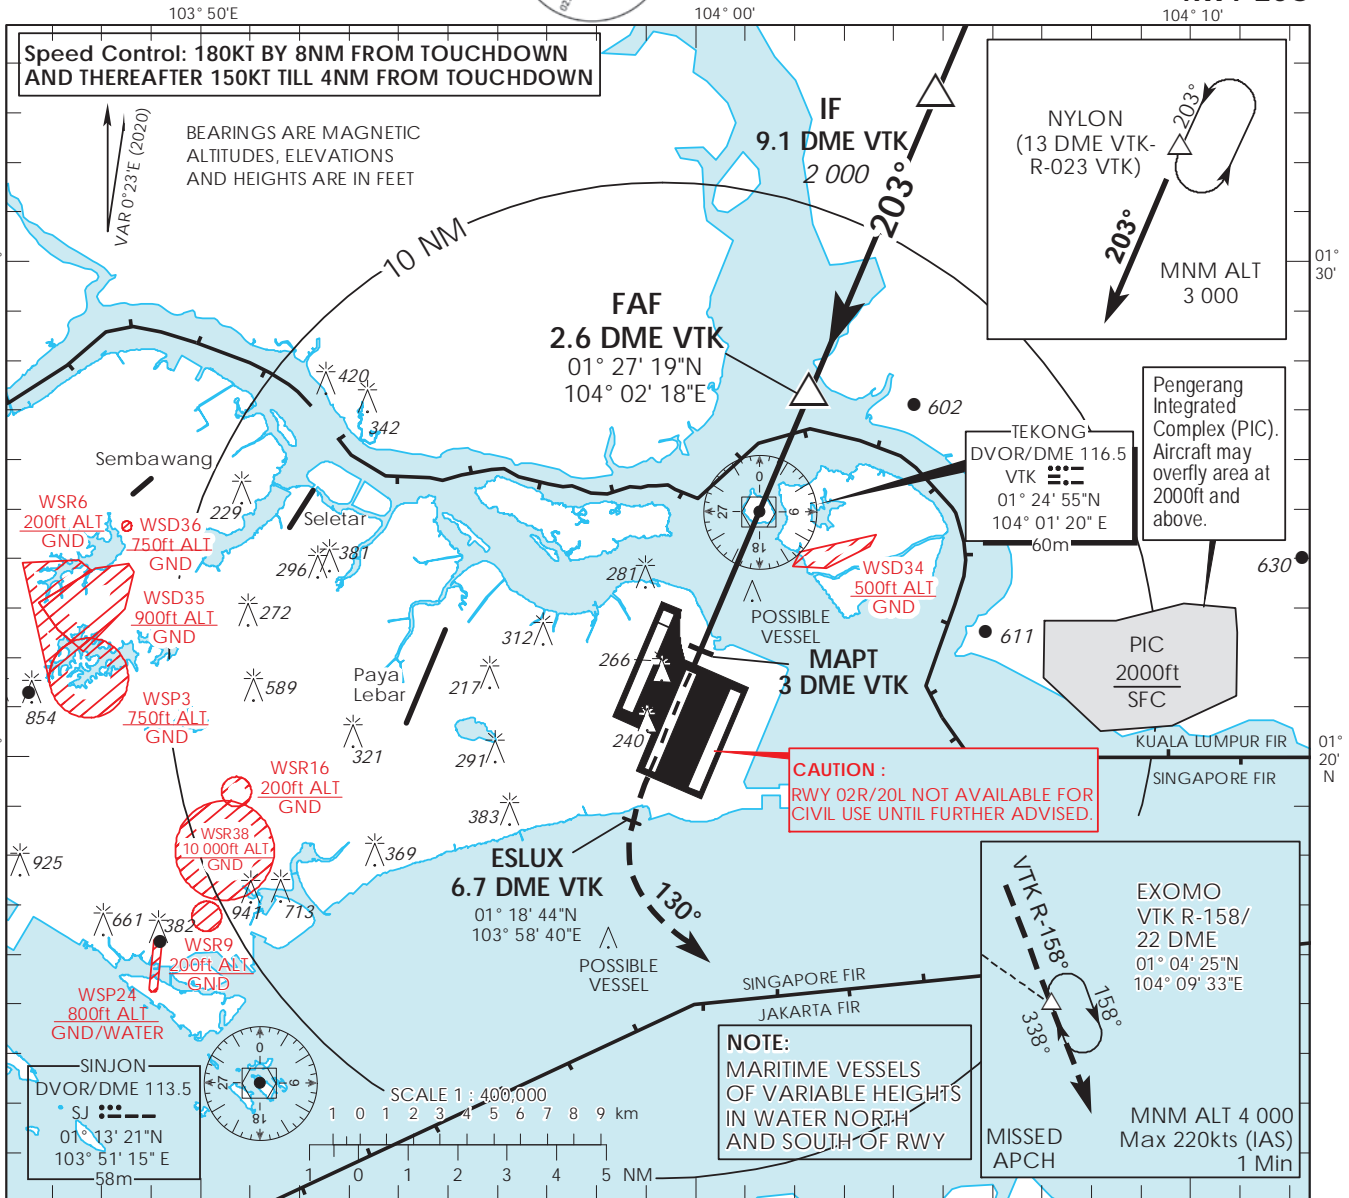 103° 50'E
104° 00'
104° 10'
Speed Control: 180KT BY 8NM FROM TOUCHDOWN
AND THEREAFTER 150KT TILL 4NM FROM TOUCHDOWN
VAR 0°23'E (2020)
BEARINGS ARE MAGNETIC
ALTITUDES, ELEVATIONS
AND HEIGHTS ARE IN FEET
10 NM
IF
9.1 DME VTK
2 000
203°
NYLON
(13 DME VTK-
R-023 VTK)
203°
203°
MNM ALT
3 000
01°
30'
FAF
2.6 DME VTK
01° 27' 19"N
104° 02' 18"E
420
342
602
Pengerang
Integrated
Complex (PIC).
Aircraft may
overfly area at
2000ft and
above.
TEKONG
DVOR/DME 116.5
VTK
01° 24' 55"N
104° 01' 20" E
60m
Sembawang
229
Seletar
WSR6
200ft ALT
GND
WSD36
750ft ALT
GND
WSD35
900ft ALT
GND
296
381
272
281
0
9
18
27
WSD34
500ft ALT
GND
630
POSSIBLE
VESSEL
312
611
266
MAPT
3 DME VTK
PIC
2000ft
SFC
Paya
Lebar
217
589
854
WSP3
750ft ALT
GND
321
291
240
KUALA LUMPUR FIR
SINGAPORE FIR
01°
20'
N
CAUTION :
RWY 02R/20L NOT AVAILABLE FOR
CIVIL USE UNTIL FURTHER ADVISED.
WSR16
200ft ALT
GND
383
WSR38
10 000ft ALT
GND
369
925
941
713
ESLUX
6.7 DME VTK
01° 18' 44"N
103° 58' 40"E
130°
661
382
WSR9
200ft ALT
GND
POSSIBLE
VESSEL
WSP24
800ft ALT
GND/WATER
SINGAPORE FIR
JAKARTA FIR
VTK R-158°
EXOMO
VTK R-158/
22 DME
01° 04' 25"N
104° 09' 33"E
158°
338°
MISSED
APCH
MNM ALT 4 000
Max 220kts (IAS)
1 Min
NOTE:
MARITIME VESSELS
OF VARIABLE HEIGHTS
IN WATER NORTH
AND SOUTH OF RWY
SINJON
DVOR/DME 113.5
SJ
01° 13' 21"N
103° 51' 15" E
58m
0
9
18
27
SCALE 1 : 400,000
1 0 1 2 3 4 5 6 7 8 9 km
1 0 1 2 3 4 5 NM